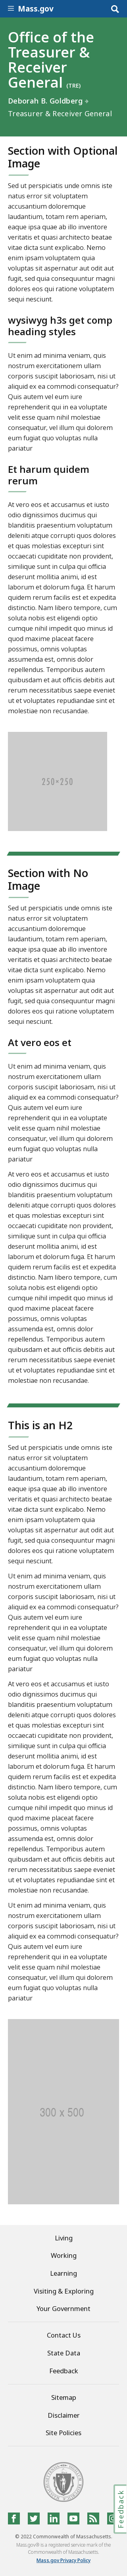 Mass.gov
Office of the
Treasurer &
Receiver
General (TRE)
Deborah B. Goldberg
Treasurer & Receiver General
Section with Optional
Image
Sed ut perspiciatis unde omnis iste
natus error sit voluptatem
accusantium doloremque
laudantium, totam rem aperiam,
eaque ipsa quae ab illo inventore
veritatis et quasi architecto beatae
vitae dicta sunt explicabo. Nemo
enim ipsam voluptatem quia
voluptas sit aspernatur aut odit aut
fugit, sed quia consequuntur magni
dolores eos qui ratione voluptatem
sequi nesciunt.
wysiwyg h3s get comp
heading styles
Ut enim ad minima veniam, quis
nostrum exercitationem ullam
corporis suscipit laboriosam, nisi ut
aliquid ex ea commodi consequatur?
Quis autem vel eum iure
reprehenderit qui in ea voluptate
velit esse quam nihil molestiae
consequatur, vel illum qui dolorem
eum fugiat quo voluptas nulla
pariatur
Et harum quidem
rerum
At vero eos et accusamus et iusto
odio dignissimos ducimus qui
blanditiis praesentium voluptatum
deleniti atque corrupti quos dolores
et quas molestias excepturi sint
occaecati cupiditate non provident,
similique sunt in culpa qui officia
deserunt mollitia animi, id est
laborum et dolorum fuga. Et harum
quidem rerum facilis est et expedita
distinctio. Nam libero tempore, cum
soluta nobis est eligendi optio
cumque nihil impedit quo minus id
quod maxime placeat facere
possimus, omnis voluptas
assumenda est, omnis dolor
repellendus. Temporibus autem
quibusdam et aut officiis debitis aut
rerum necessitatibus saepe eveniet
ut et voluptates repudiandae sint et
molestiae non recusandae.
250×250
Section with No
Image
Sed ut perspiciatis unde omnis iste
natus error sit voluptatem
accusantium doloremque
laudantium, totam rem aperiam,
eaque ipsa quae ab illo inventore
veritatis et quasi architecto beatae
vitae dicta sunt explicabo. Nemo
enim ipsam voluptatem quia
voluptas sit aspernatur aut odit aut
fugit, sed quia consequuntur magni
dolores eos qui ratione voluptatem
sequi nesciunt.
At vero eos et
Ut enim ad minima veniam, quis
nostrum exercitationem ullam
corporis suscipit laboriosam, nisi ut
aliquid ex ea commodi consequatur?
Quis autem vel eum iure
reprehenderit qui in ea voluptate
velit esse quam nihil molestiae
consequatur, vel illum qui dolorem
eum fugiat quo voluptas nulla
pariatur
At vero eos et accusamus et iusto
odio dignissimos ducimus qui
blanditiis praesentium voluptatum
deleniti atque corrupti quos dolores
et quas molestias excepturi sint
occaecati cupiditate non provident,
similique sunt in culpa qui officia
deserunt mollitia animi, id est
laborum et dolorum fuga. Et harum
quidem rerum facilis est et expedita
distinctio. Nam libero tempore, cum
soluta nobis est eligendi optio
cumque nihil impedit quo minus id
quod maxime placeat facere
possimus, omnis voluptas
assumenda est, omnis dolor
repellendus. Temporibus autem
quibusdam et aut officiis debitis aut
rerum necessitatibus saepe eveniet
ut et voluptates repudiandae sint et
molestiae non recusandae.
This is an H2
Sed ut perspiciatis unde omnis iste
natus error sit voluptatem
accusantium doloremque
laudantium, totam rem aperiam,
eaque ipsa quae ab illo inventore
veritatis et quasi architecto beatae
vitae dicta sunt explicabo. Nemo
enim ipsam voluptatem quia
voluptas sit aspernatur aut odit aut
fugit, sed quia consequuntur magni
dolores eos qui ratione voluptatem
sequi nesciunt.
Ut enim ad minima veniam, quis
nostrum exercitationem ullam
corporis suscipit laboriosam, nisi ut
aliquid ex ea commodi consequatur?
Quis autem vel eum iure
reprehenderit qui in ea voluptate
velit esse quam nihil molestiae
consequatur, vel illum qui dolorem
eum fugiat quo voluptas nulla
pariatur
At vero eos et accusamus et iusto
odio dignissimos ducimus qui
blanditiis praesentium voluptatum
deleniti atque corrupti quos dolores
et quas molestias excepturi sint
occaecati cupiditate non provident,
similique sunt in culpa qui officia
deserunt mollitia animi, id est
laborum et dolorum fuga. Et harum
quidem rerum facilis est et expedita
distinctio. Nam libero tempore, cum
soluta nobis est eligendi optio
cumque nihil impedit quo minus id
quod maxime placeat facere
possimus, omnis voluptas
assumenda est, omnis dolor
repellendus. Temporibus autem
quibusdam et aut officiis debitis aut
rerum necessitatibus saepe eveniet
ut et voluptates repudiandae sint et
molestiae non recusandae.
Ut enim ad minima veniam, quis
nostrum exercitationem ullam
corporis suscipit laboriosam, nisi ut
aliquid ex ea commodi consequatur?
Quis autem vel eum iure
reprehenderit qui in ea voluptate
velit esse quam nihil molestiae
consequatur, vel illum qui dolorem
eum fugiat quo voluptas nulla
pariatur
300 x 500
Living
Working
Learning
Visiting & Exploring
Your Government
Contact Us
State Data
Feedback
Sitemap
Disclaimer
Site Policies
Feedback
© 2022 Commonwealth of Massachusetts.
Mass.gov® is a registered service mark of the
Commonwealth of Massachusetts.
Mass.gov Privacy Policy